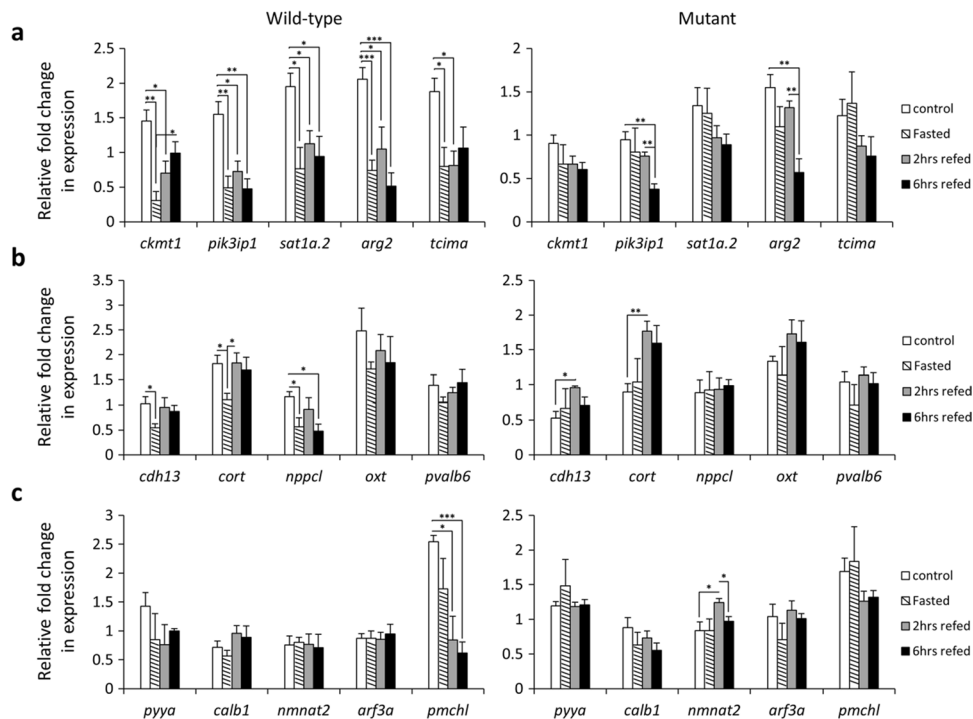 Wild-type
Mutant
a
Relative fold change
in expression
2.5
2
1.5
1
0.5
0
** * * ** * ** * * * *** * *** * *
ckmt1 pik3ip1 sat1a.2 arg2 tcima
2
1.5
1
0.5
0
** ** ** **
ckmt1 pik3ip1 sat1a.2 arg2 tcima
control
Fasted
2hrs refed
6hrs refed
b
Relative fold change
in expression
3.5
3
2.5
2
1.5
1
0.5
0
* * * * *
cdh13 cort nppcl oxt pvalb6
2.5
2
1.5
1
0.5
0
* **
cdh13 cort nppcl oxt pvalb6
control
Fasted
2hrs refed
6hrs refed
c
Relative fold change
in expression
3
2.5
2
1.5
1
0.5
0
*** *
pyya calb1 nmnat2 arf3a pmchl
2.5
2
1.5
1
0.5
0
* *
pyya calb1 nmnat2 arf3a pmchl
control
Fasted
2hrs refed
6hrs refed